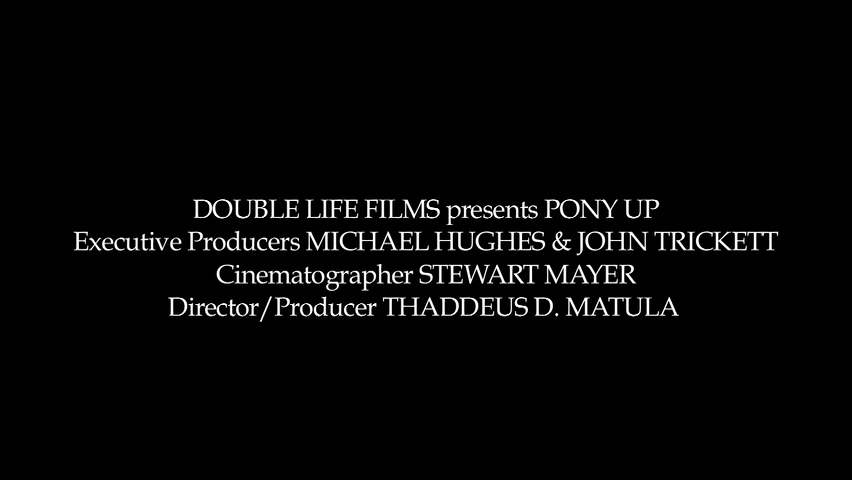 DOUBLE LIFE FILMS presents PONY UP
Executive Producers MICHAEL HUGHES & JOHN TRICKETT
Cinematographer STEWART MAYER
Director/Producer THADDEUS D. MATULA